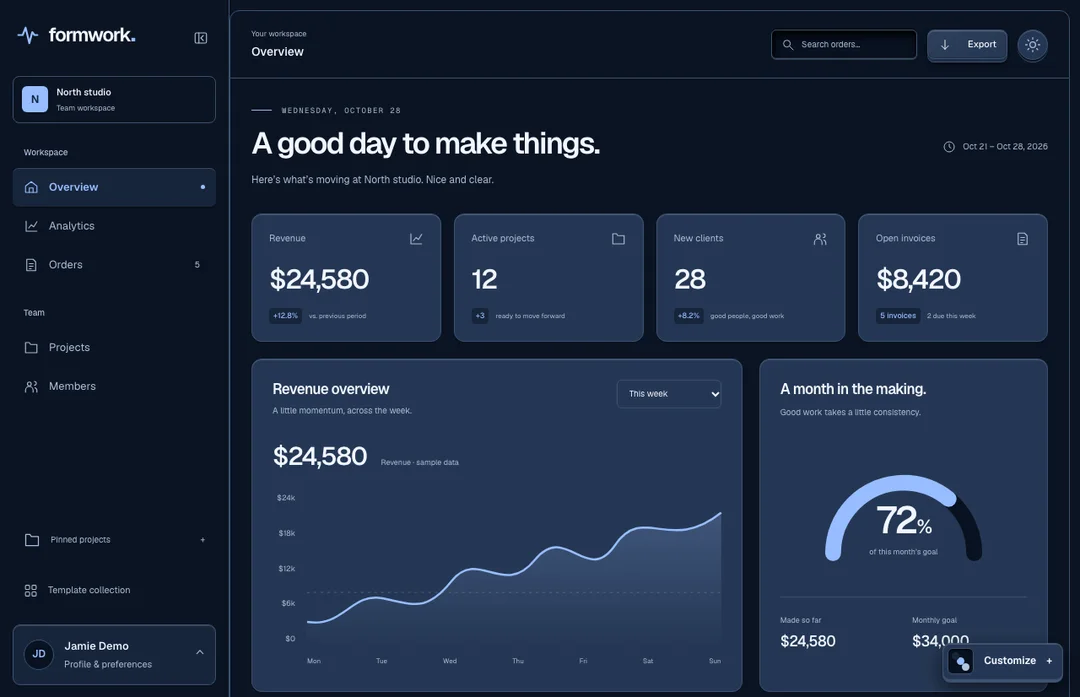 formwork.
N
North studio
Team workspace
Workspace
Overview
Analytics
Orders 5
Team
Projects
Members
Pinned projects +
Template collection
JD
Jamie Demo
Profile & preferences
Your workspace
Overview
Search orders...
Export
WEDNESDAY, OCTOBER 28
A good day to make things.
Oct 21 – Oct 28, 2026
Here's what's moving at North studio. Nice and clear.
Revenue
$24,580
+12.8% vs. previous period
Active projects
12
+3 ready to move forward
New clients
28
+8.2% good people, good work
Open invoices
$8,420
5 invoices 2 due this week
Revenue overview
A little momentum, across the week.
This week
$24,580 Revenue · sample data
$24k
$18k
$12k
$6k
$0
Mon Tue Wed Thu Fri Sat Sun
A month in the making.
Good work takes a little consistency.
72%
of this month's goal
Made so far
$24,580
Monthly goal
$34,000
Customize +